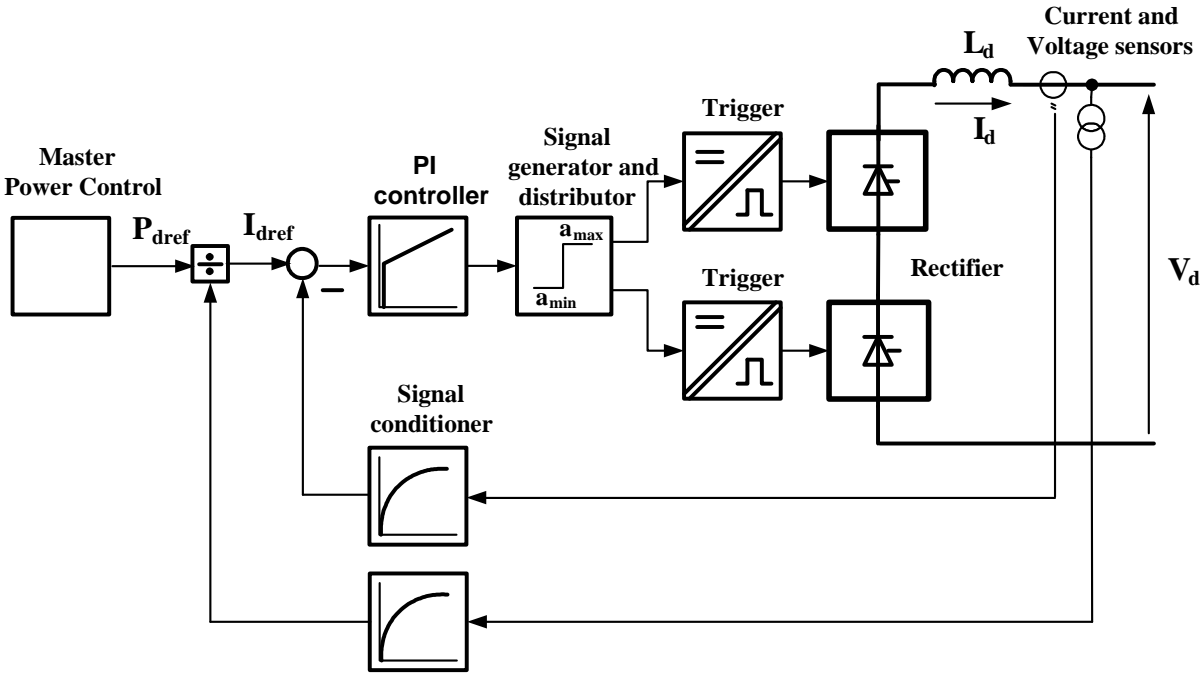 Current and
Voltage sensors
L_d
I_d
Trigger
Master
Power Control
Signal
generator and
distributor
PI
controller
P_dref
I_dref
a_max
a_min
Trigger
Rectifier
V_d
Signal
conditioner